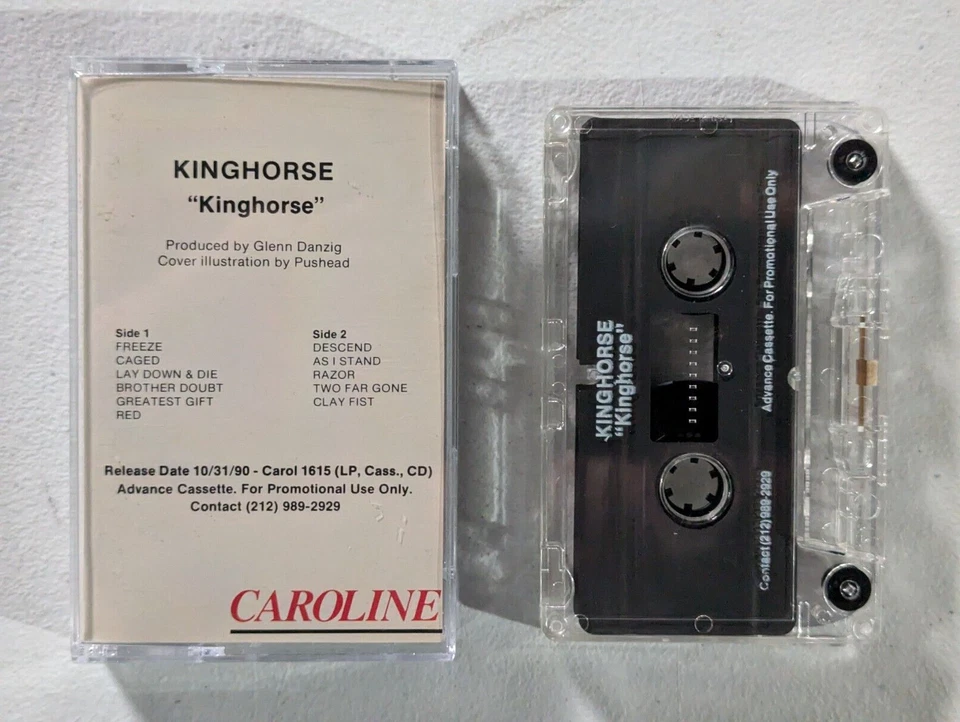 KINGHORSE
“Kinghorse”
Produced by Glenn Danzig
Cover illustration by Pushead
Side 1
FREEZE
CAGED
LAY DOWN & DIE
BROTHER DOUBT
GREATEST GIFT
RED
Side 2
DESCEND
AS I STAND
RAZOR
TWO FAR GONE
CLAY FIST
Release Date 10/31/90 - Carol 1615 (LP, Cass., CD)
Advance Cassette. For Promotional Use Only.
Contact (212) 989-2929
CAROLINE
KINGHORSE
“Kinghorse”
Advance Cassette. For Promotional Use Only
Contact (212) 989-2929